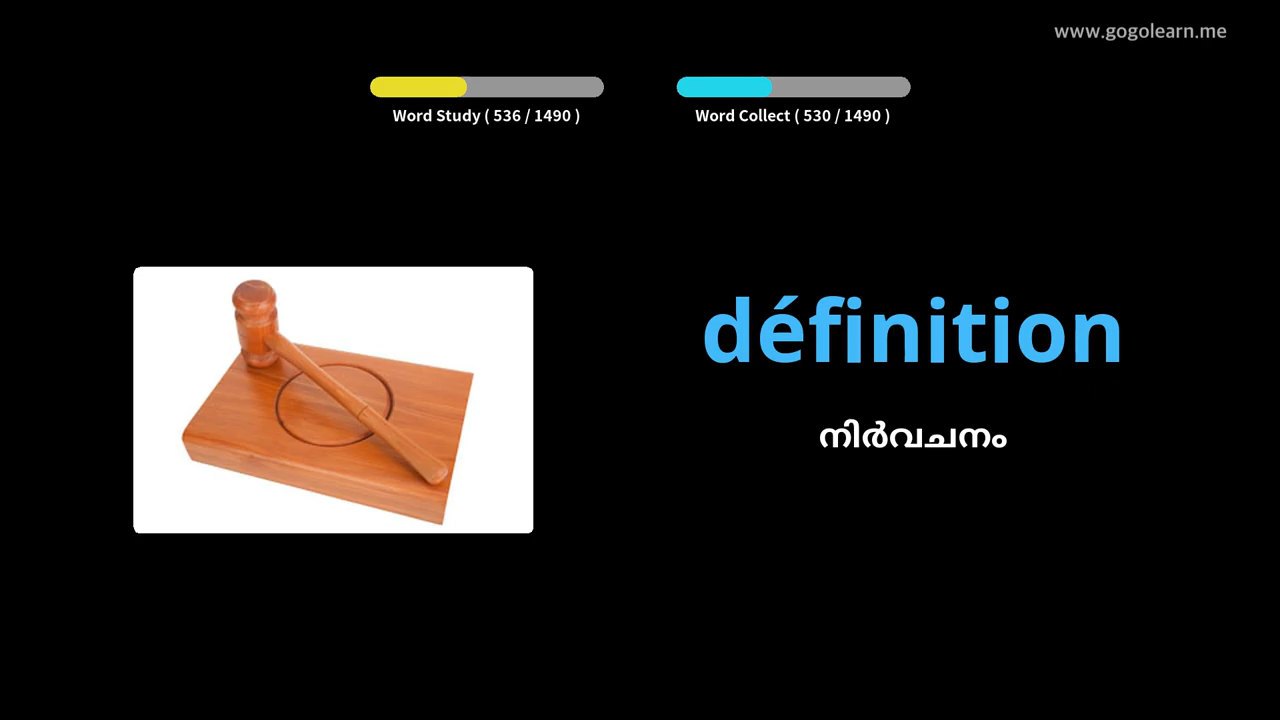 www.gogolearn.me
Word Study ( 536 / 1490 )
Word Collect ( 530 / 1490 )
définition
നിർവചനം